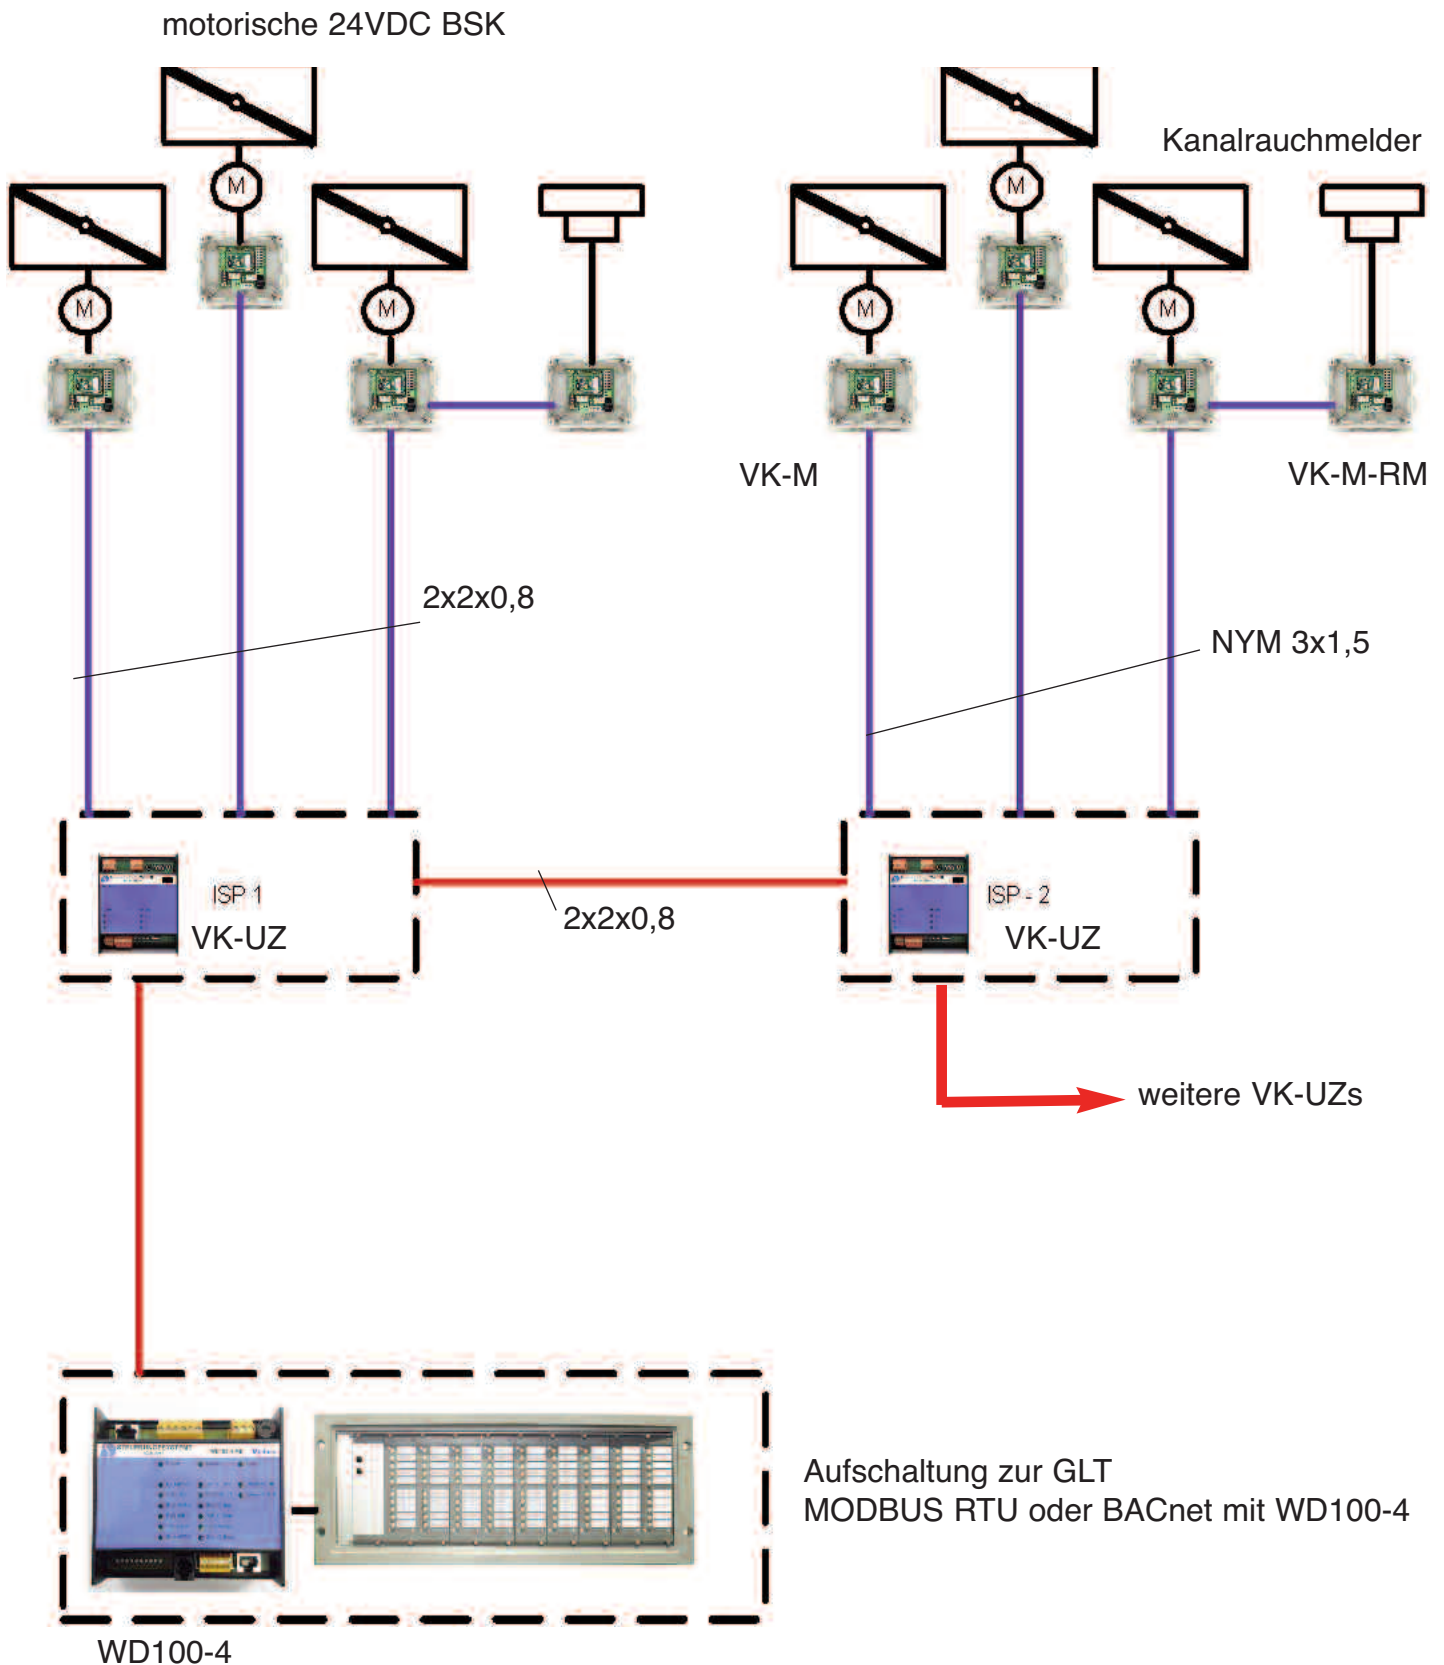 motorische 24VDC BSK
Kanalrauchmelder
M
M
M
M
M
M
VK-M
VK-M-RM
2x2x0,8
NYM 3x1,5
ISP 1
VK-UZ
2x2x0,8
ISP - 2
VK-UZ
weitere VK-UZs
Aufschaltung zur GLT
MODBUS RTU oder BACnet mit WD100-4
WD100-4